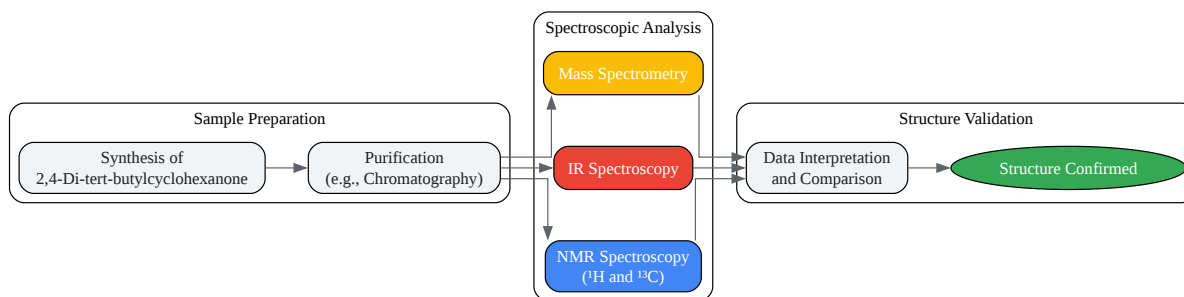 Sample Preparation
Synthesis of
2,4-Di-tert-butylcyclohexanone
Purification
(e.g., Chromatography)
Spectroscopic Analysis
Mass Spectrometry
IR Spectroscopy
NMR Spectroscopy
(¹H and ¹³C)
Structure Validation
Data Interpretation
and Comparison
Structure Confirmed